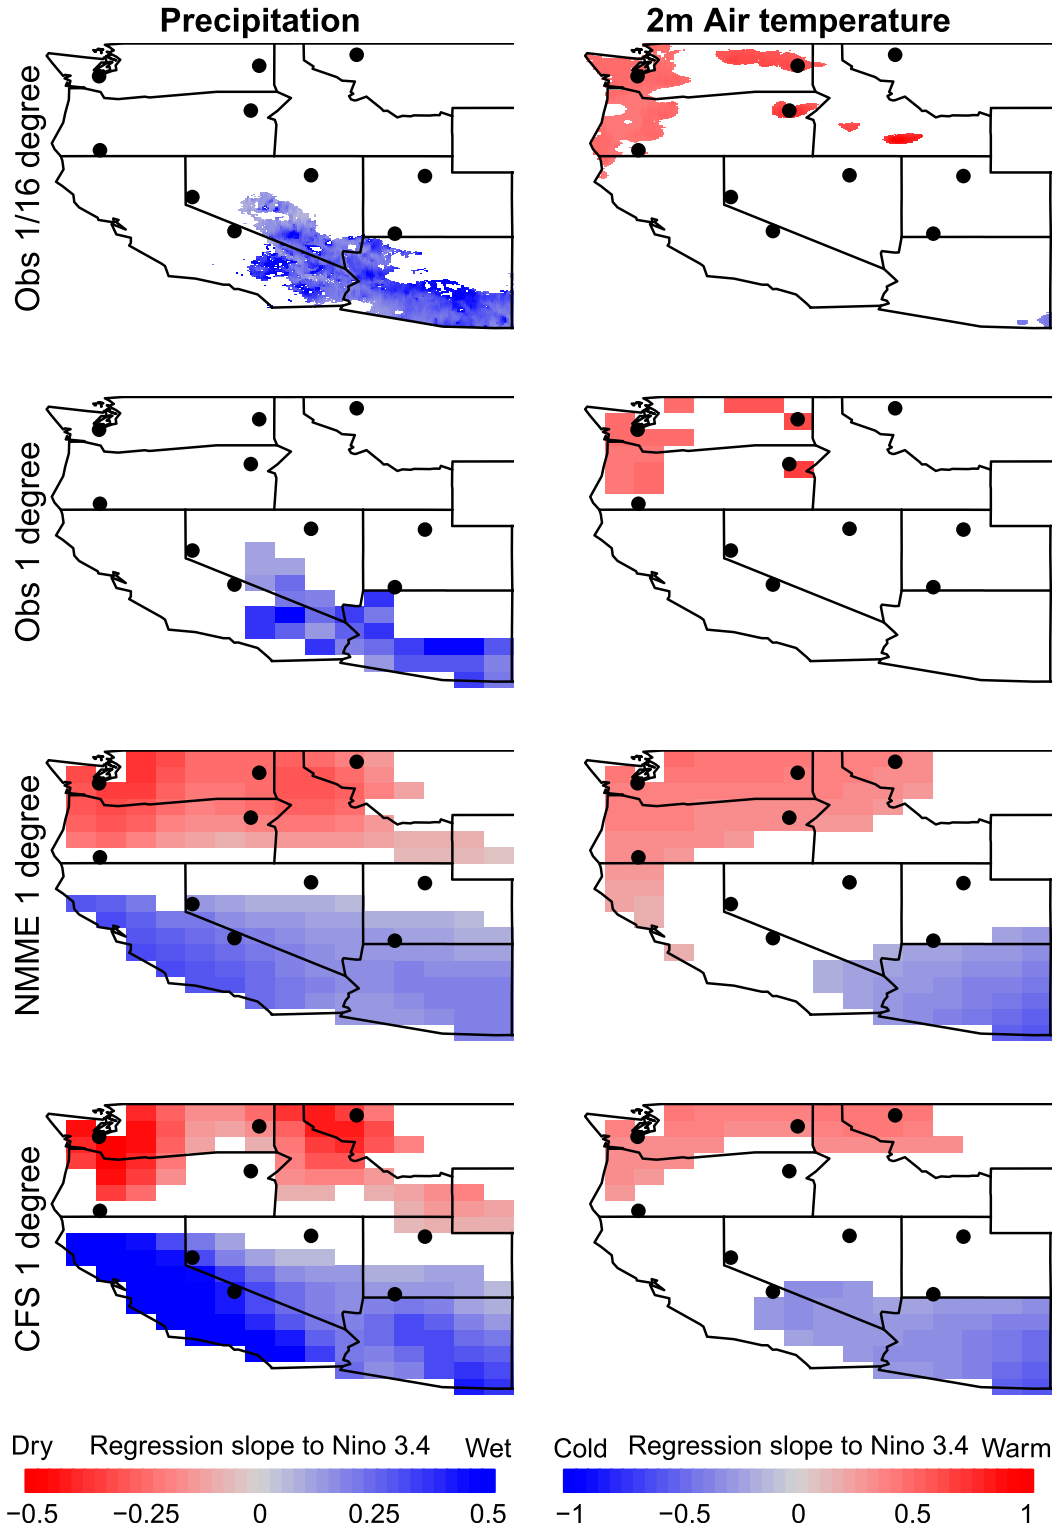 Precipitation
2m Air temperature
Obs 1/16 degree
Obs 1 degree
NMME 1 degree
CFS 1 degree
Dry Regression slope to Nino 3.4 Wet
−0.5 −0.25 0 0.25 0.5
Cold Regression slope to Nino 3.4 Warm
−1 −0.5 0 0.5 1